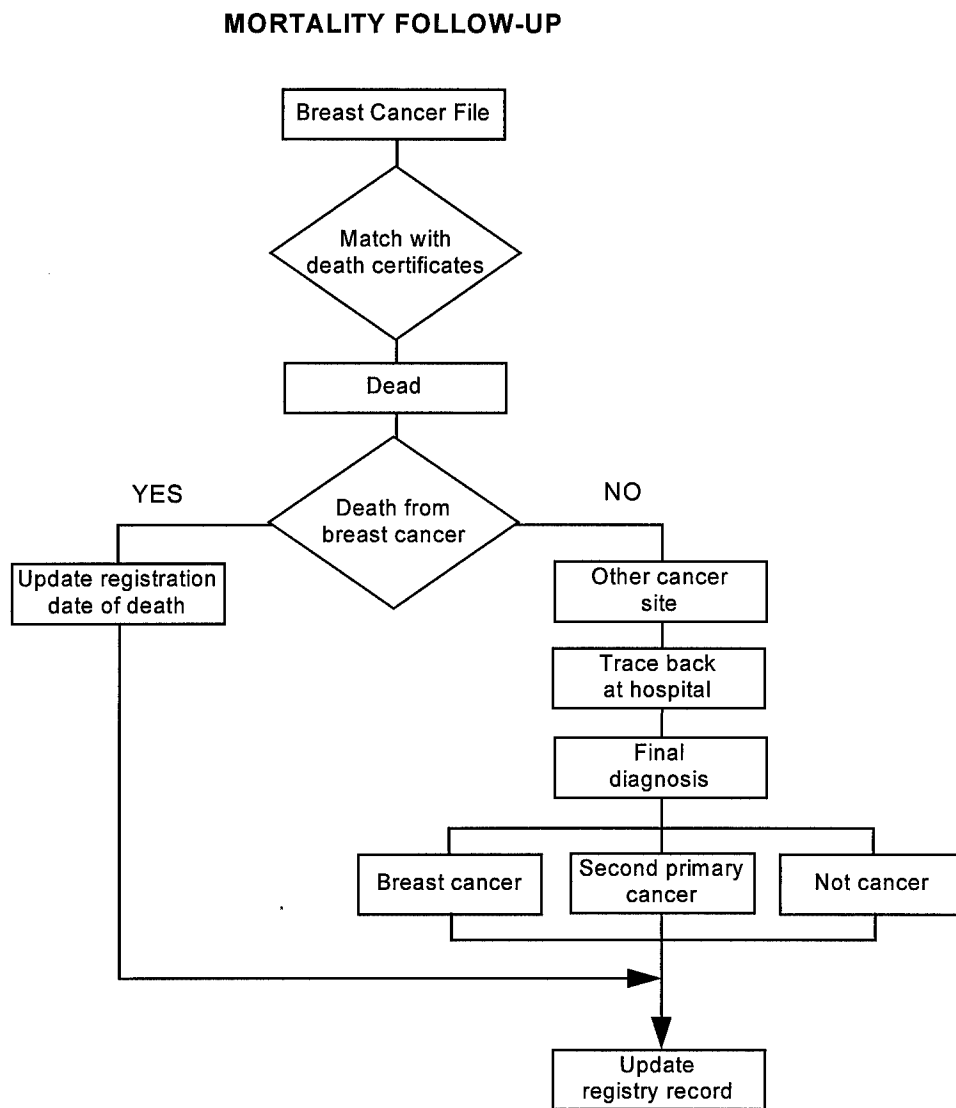 MORTALITY FOLLOW-UP
Breast Cancer File
Match with
death certificates
Dead
Death from
breast cancer
YES
NO
Update registration
date of death
Other cancer
site
Trace back
at hospital
Final
diagnosis
Breast cancer
Second primary
cancer
Not cancer
Update
registry record